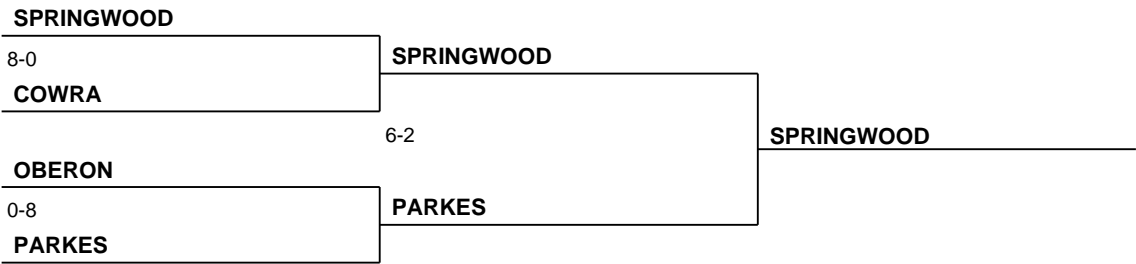 SPRINGWOOD
8-0
SPRINGWOOD
COWRA
6-2
SPRINGWOOD
OBERON
0-8
PARKES
PARKES